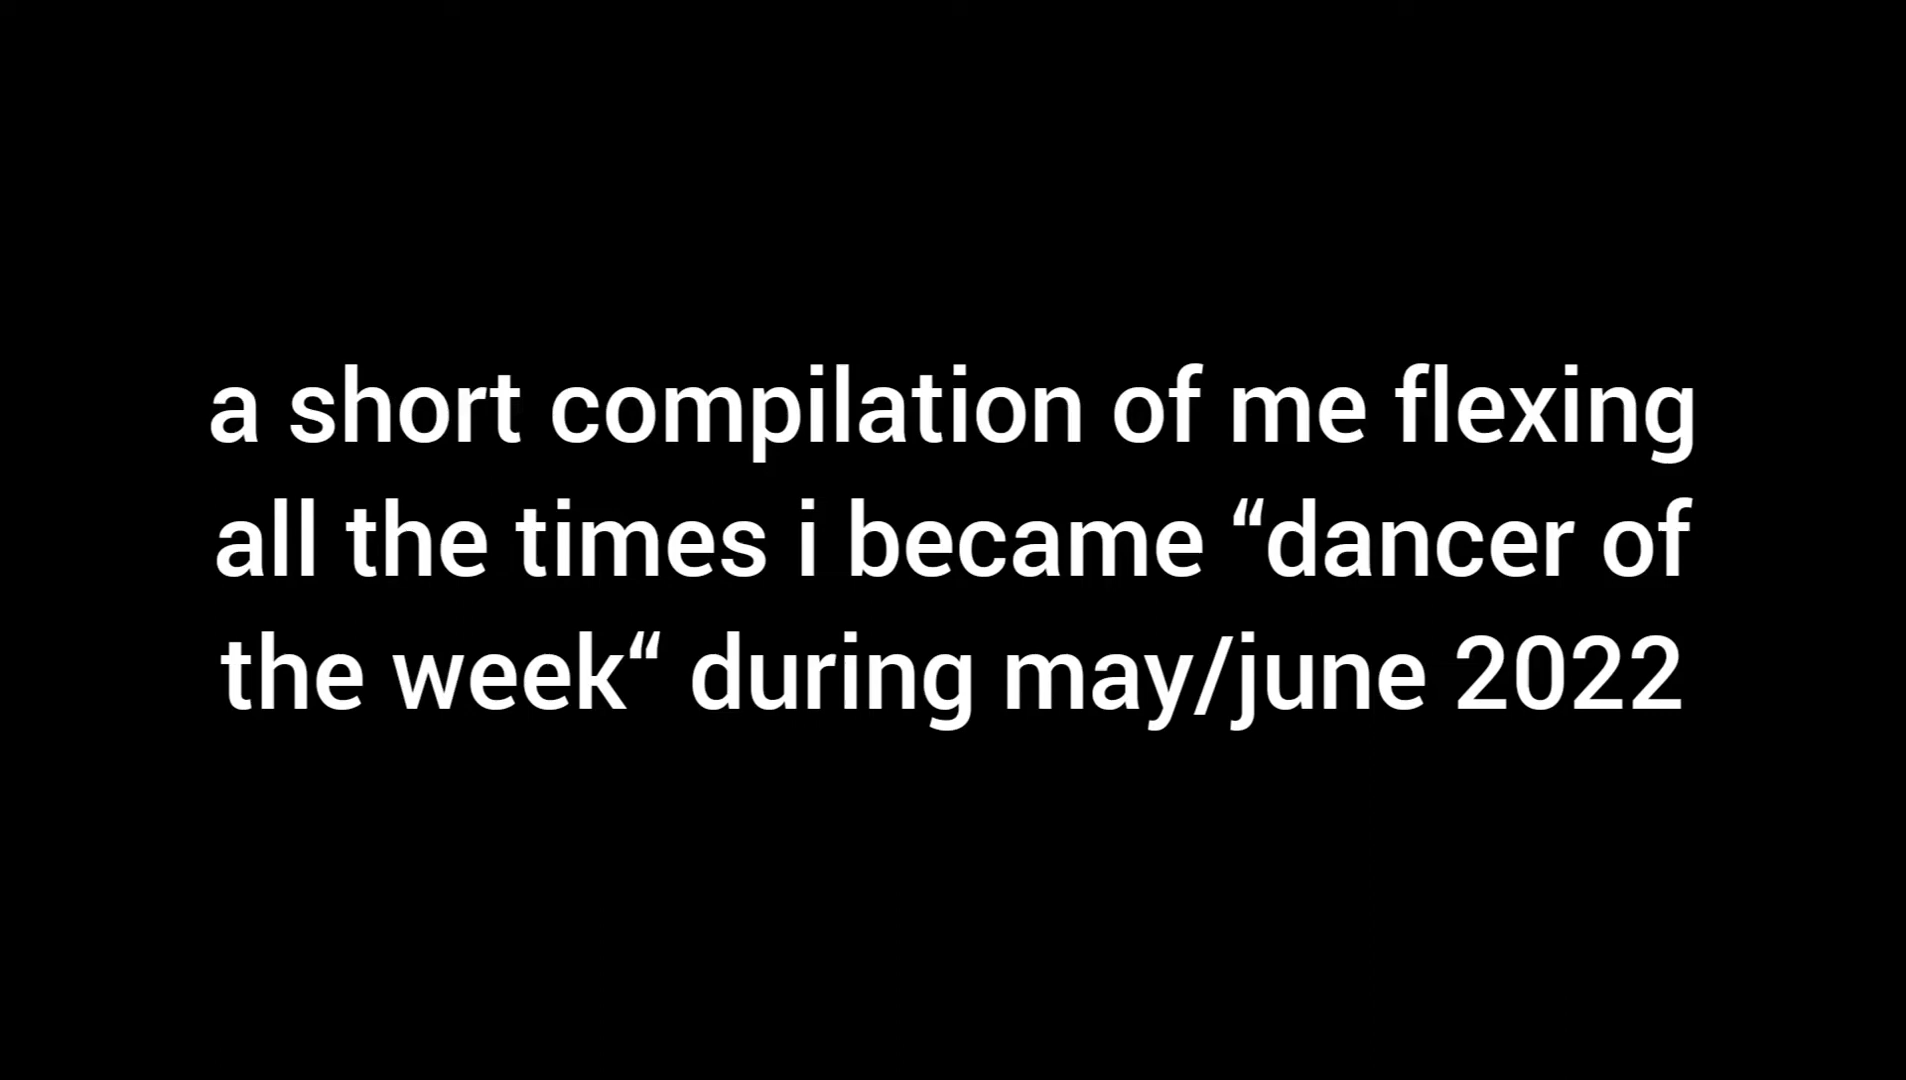 a short compilation of me flexing
all the times i became “dancer of
the week“ during may/june 2022